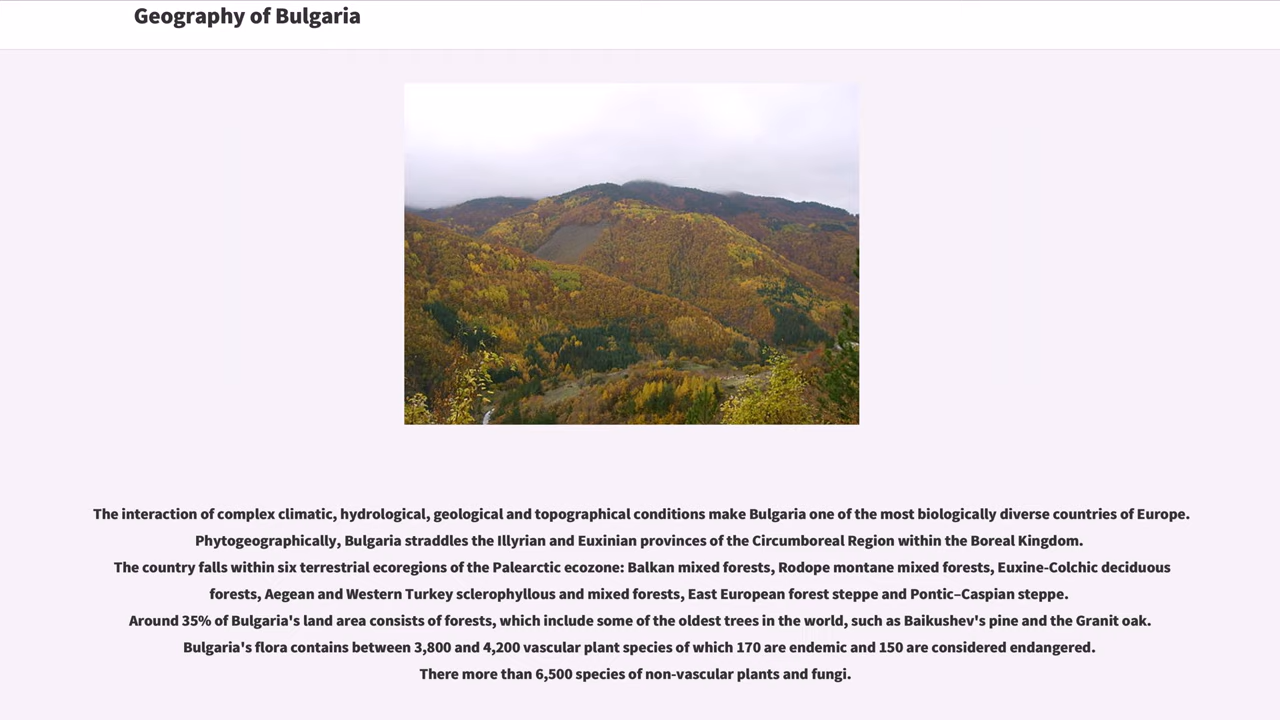 Geography of Bulgaria
The interaction of complex climatic, hydrological, geological and topographical conditions make Bulgaria one of the most biologically diverse countries of Europe.
Phytogeographically, Bulgaria straddles the Illyrian and Euxinian provinces of the Circumboreal Region within the Boreal Kingdom.
The country falls within six terrestrial ecoregions of the Palearctic ecozone: Balkan mixed forests, Rodope montane mixed forests, Euxine-Colchic deciduous
forests, Aegean and Western Turkey sclerophyllous and mixed forests, East European forest steppe and Pontic–Caspian steppe.
Around 35% of Bulgaria's land area consists of forests, which include some of the oldest trees in the world, such as Baikushev's pine and the Granit oak.
Bulgaria's flora contains between 3,800 and 4,200 vascular plant species of which 170 are endemic and 150 are considered endangered.
There more than 6,500 species of non-vascular plants and fungi.